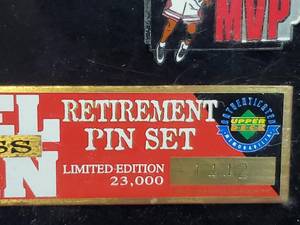 MVP
RETIREMENT
PIN SET
LIMITED EDITION
23,000
AUTHENTICATED
UPPER
DECK
MEMORABILIA